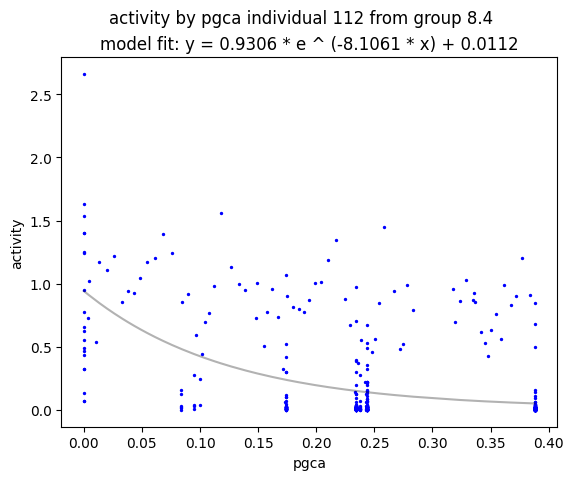 activity by pgca individual 112 from group 8.4
model fit: y = 0.9306 * e ^ (-8.1061 * x) + 0.0112
activity
2.5
2.0
1.5
1.0
0.5
0.0
0.00 0.05 0.10 0.15 0.20 0.25 0.30 0.35 0.40
pgca